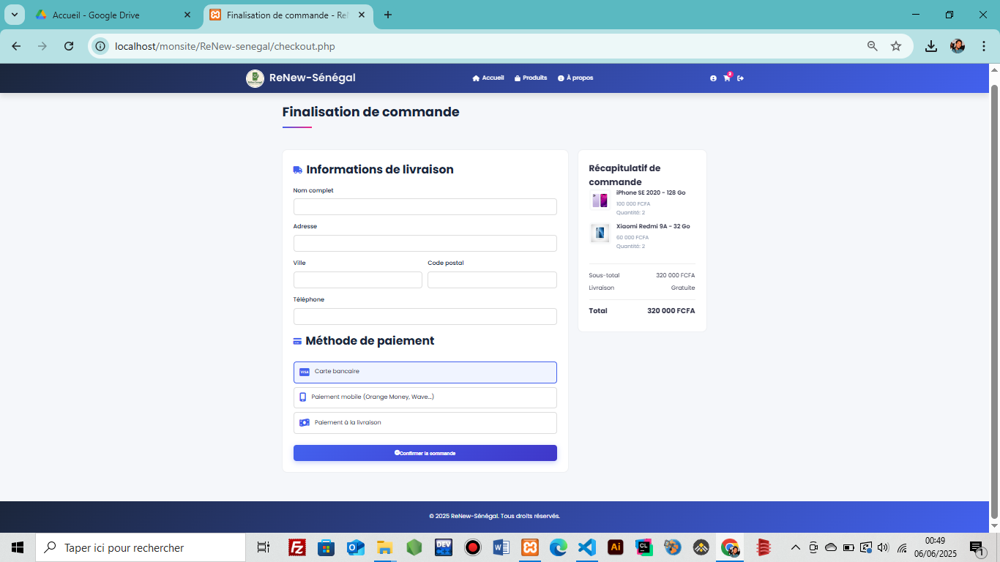 Accueil - Google Drive
Finalisation de commande - Re
localhost/monsite/ReNew-senegal/checkout.php
ReNew-Sénégal
Accueil
Produits
À propos
2
Finalisation de commande
Informations de livraison
Nom complet
Adresse
Ville
Code postal
Téléphone
Méthode de paiement
VISA
Carte bancaire
Paiement mobile (Orange Money, Wave...)
Paiement à la livraison
Confirmer la commande
Récapitulatif de
commande
iPhone SE 2020 - 128 Go
100 000 FCFA
Quantité: 2
Xiaomi Redmi 9A - 32 Go
60 000 FCFA
Quantité: 2
Sous-total 320 000 FCFA
Livraison Gratuite
Total 320 000 FCFA
© 2025 ReNew-Sénégal. Tous droits réservés.
Taper ici pour rechercher
FZ
DEV
W
Ai
CL
00:49
06/06/2025
1